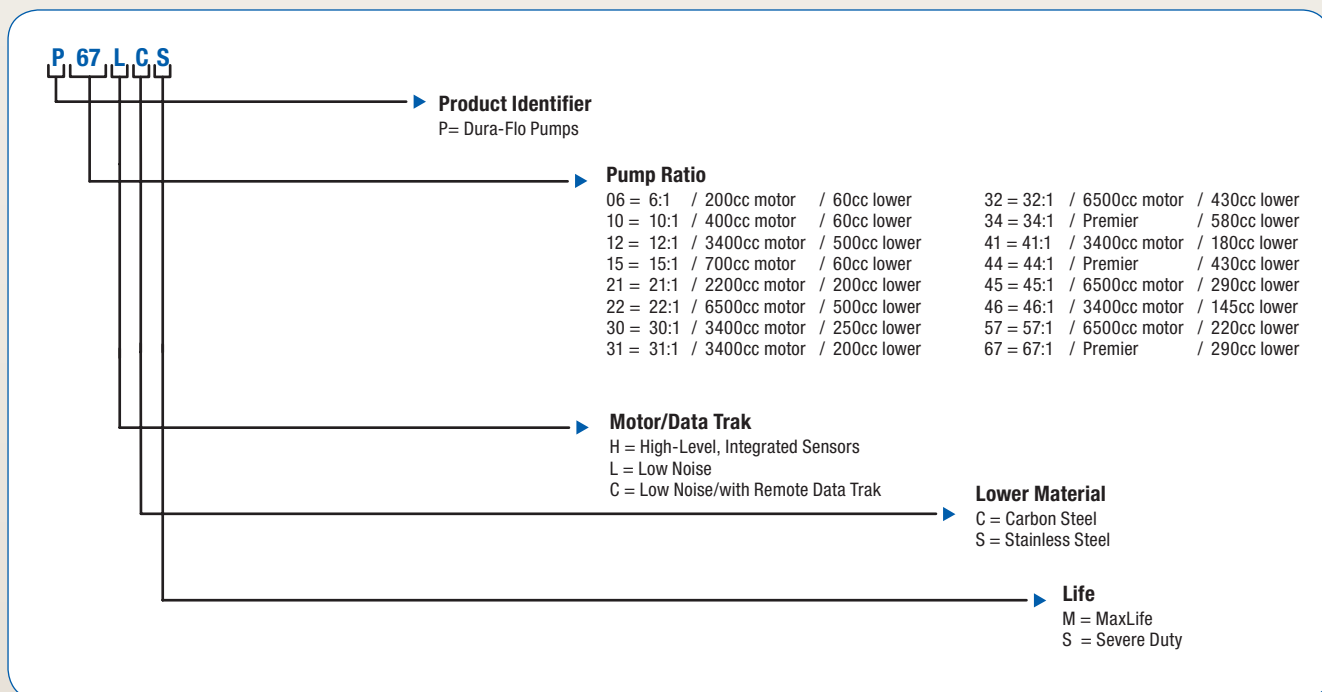 P 67 L C S
Product Identifier
P= Dura-Flo Pumps
Pump Ratio
06 = 6:1 / 200cc motor / 60cc lower
10 = 10:1 / 400cc motor / 60cc lower
12 = 12:1 / 3400cc motor / 500cc lower
15 = 15:1 / 700cc motor / 60cc lower
21 = 21:1 / 2200cc motor / 200cc lower
22 = 22:1 / 6500cc motor / 500cc lower
30 = 30:1 / 3400cc motor / 250cc lower
31 = 31:1 / 3400cc motor / 200cc lower
32 = 32:1 / 6500cc motor / 430cc lower
34 = 34:1 / Premier / 580cc lower
41 = 41:1 / 3400cc motor / 180cc lower
44 = 44:1 / Premier / 430cc lower
45 = 45:1 / 6500cc motor / 290cc lower
46 = 46:1 / 3400cc motor / 145cc lower
57 = 57:1 / 6500cc motor / 220cc lower
67 = 67:1 / Premier / 290cc lower
Motor/Data Trak
H = High-Level, Integrated Sensors
L = Low Noise
C = Low Noise/with Remote Data Trak
Lower Material
C = Carbon Steel
S = Stainless Steel
Life
M = MaxLife
S = Severe Duty